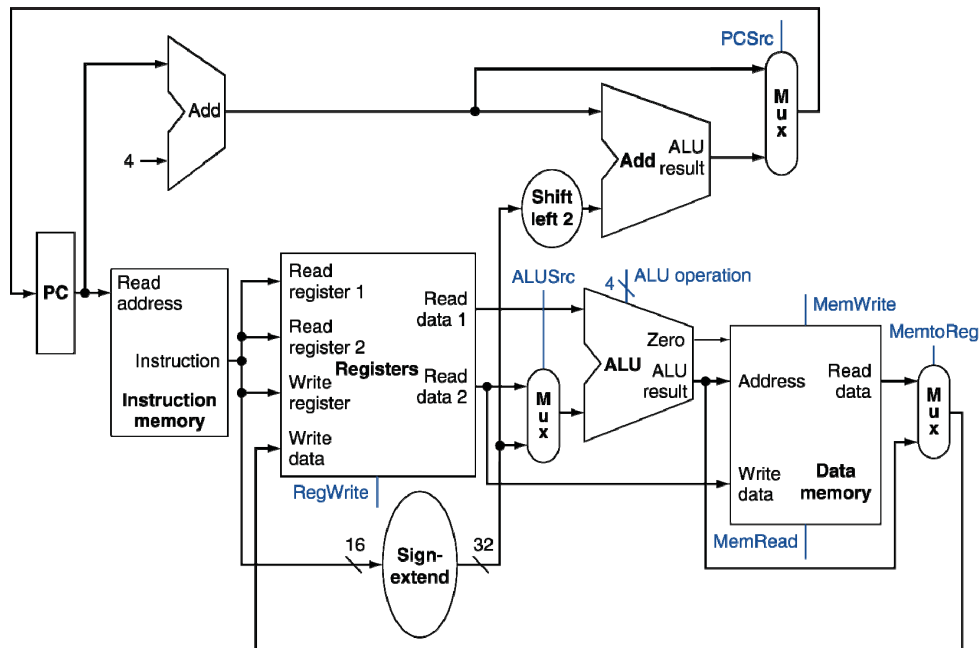 PCSrc
Add
4
M
u
x
Add
ALU
result
Shift
left 2
PC
Read
address
Instruction
Instruction
memory
Read
register 1
Read
register 2
Write
register
Write
data
Registers
Read
data 1
Read
data 2
RegWrite
16
Sign-
extend
32
ALUSrc
M
u
x
4
ALU operation
Zero
ALU
ALU
result
MemWrite
Address
Read
data
Write
data
Data
memory
MemRead
MemtoReg
M
u
x